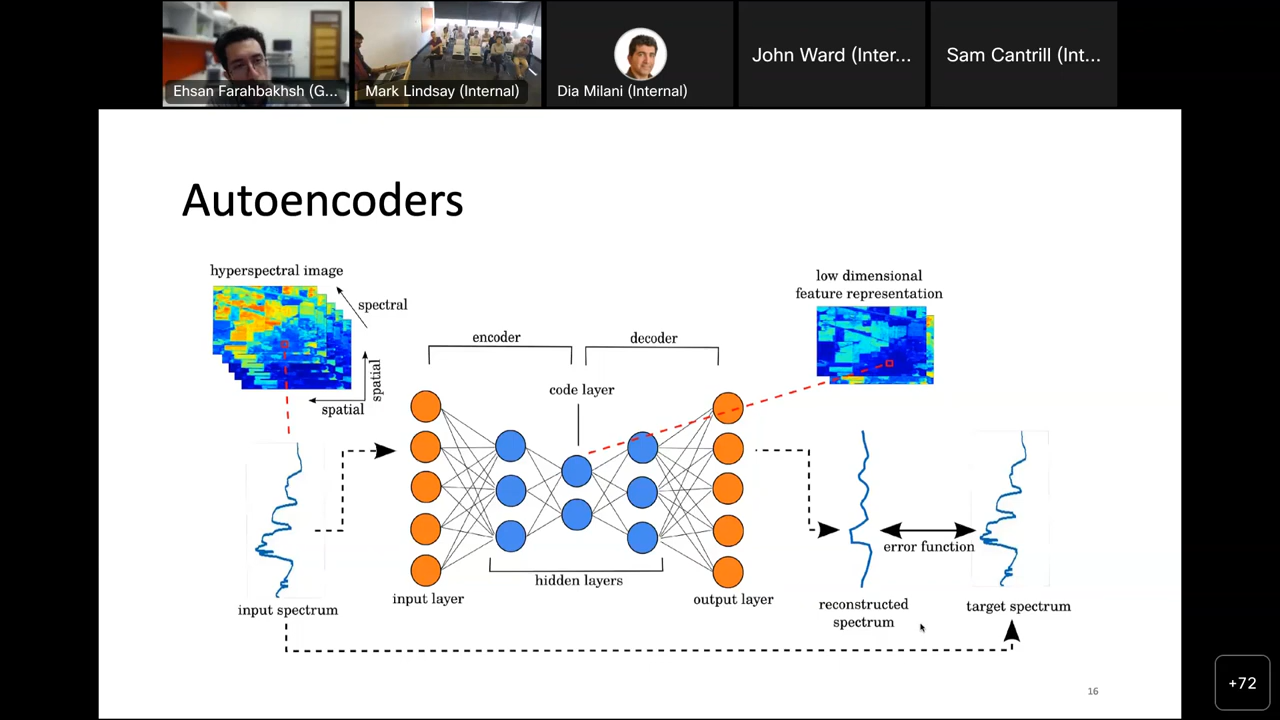 Ehsan Farahbakhsh (G...
Mark Lindsay (Internal)
Dia Milani (Internal)
John Ward (Inter...
Sam Cantrill (Int...
Autoencoders
hyperspectral image
spectral
spatial
spatial
low dimensional
feature representation
encoder
decoder
code layer
error function
hidden layers
input layer
output layer
input spectrum
reconstructed
spectrum
target spectrum
16
+72